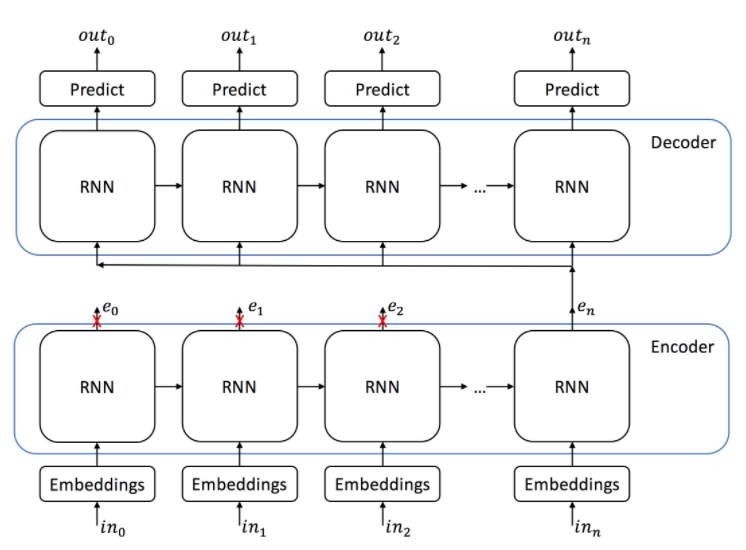 out₀ out₁ out₂ outₙ
Predict Predict Predict Predict
Decoder
RNN RNN RNN ... RNN
e₀ e₁ e₂ eₙ
Encoder
RNN RNN RNN ... RNN
Embeddings Embeddings Embeddings Embeddings
in₀ in₁ in₂ inₙ